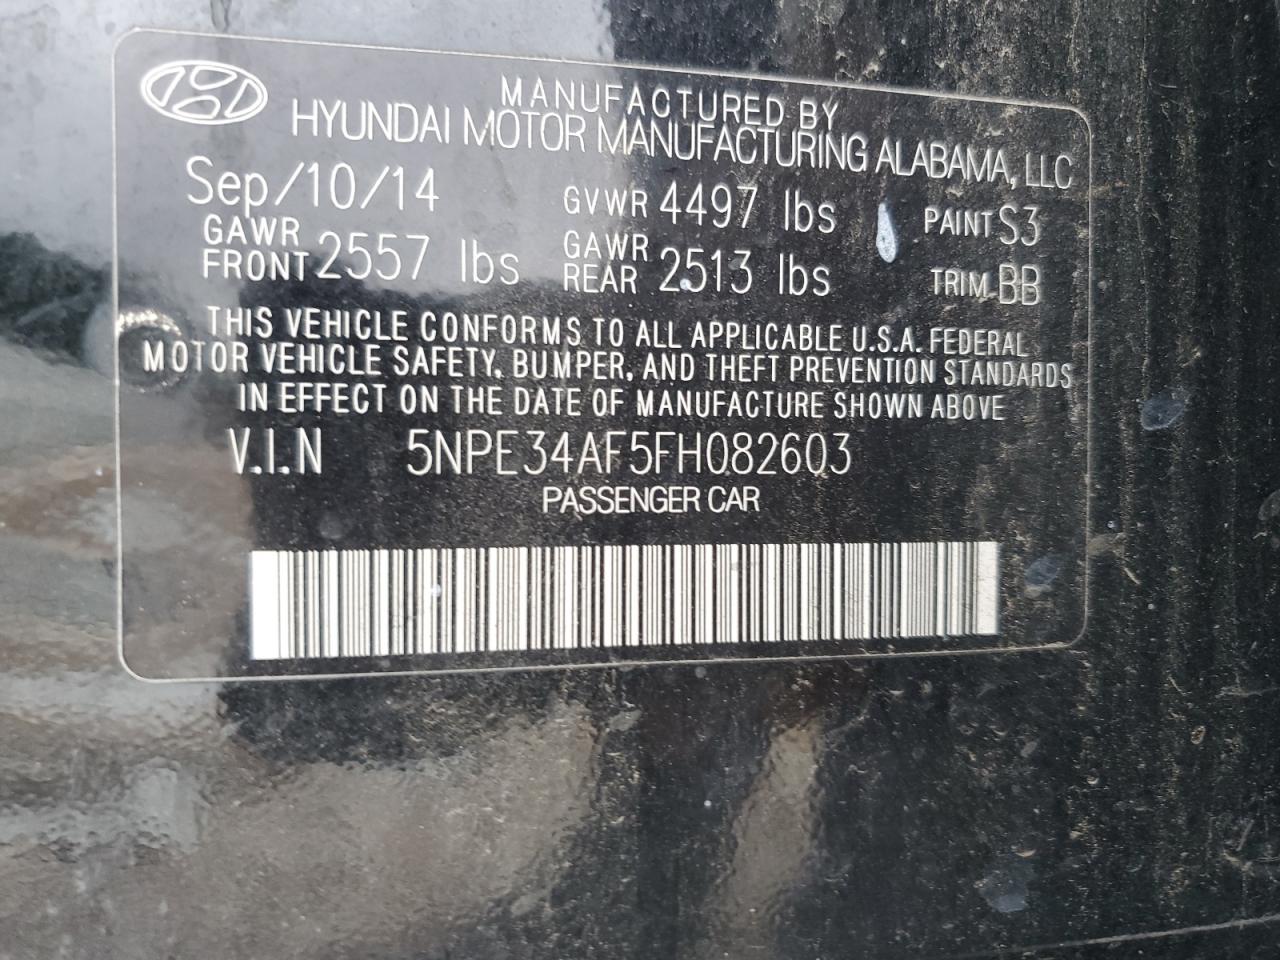 MANUFACTURED BY
HYUNDAI MOTOR MANUFACTURING ALABAMA, LLC
Sep/10/14 GVWR 4497 lbs PAINT S3
GAWR FRONT 2557 lbs GAWR REAR 2513 lbs TRIM BB
THIS VEHICLE CONFORMS TO ALL APPLICABLE U.S.A. FEDERAL
MOTOR VEHICLE SAFETY, BUMPER, AND THEFT PREVENTION STANDARDS
IN EFFECT ON THE DATE OF MANUFACTURE SHOWN ABOVE
V.I.N 5NPE34AF5FH082603
PASSENGER CAR